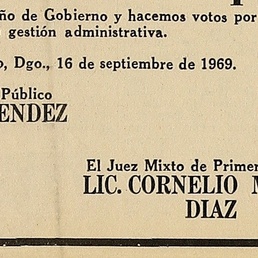 ño de Gobierno y hacemos votos por
gestión administrativa.
Dgo., 16 de septiembre de 1969.
Público
ENDEZ
El Juez Mixto de Primer
LIC. CORNELIO
DIAZ